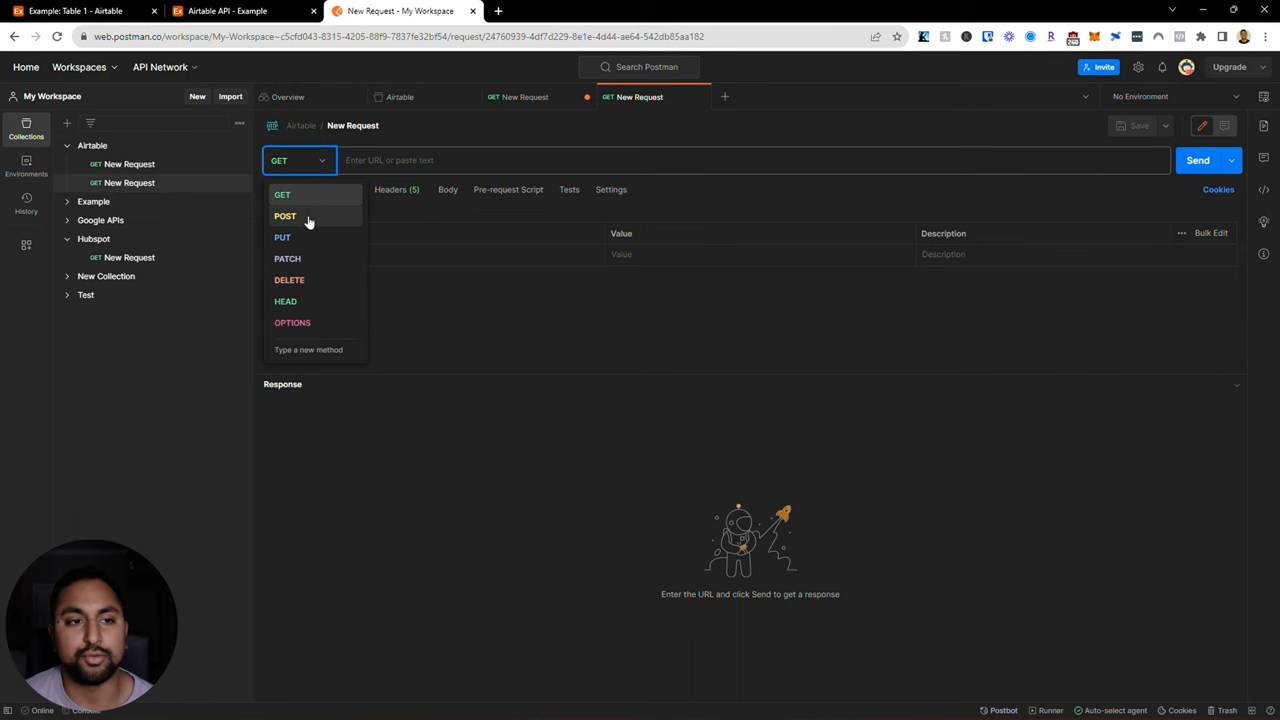 Example: Table 1 - Airtable
Airtable API - Example
New Request - My Workspace
web.postman.co/workspace/My-Workspace~c5cfd043-8315-4205-88f9-7837fe32bf54/request/24760939-4df7d229-8e1e-4d44-ae64-542db85aa182
268
Home
Workspaces
API Network
Search Postman
Invite
Upgrade
My Workspace
New
Import
Overview
Airtable
GET New Request
GET New Request
No Environment
Collections
Environments
History
Airtable
GET New Request
GET New Request
Example
Google APIs
Hubspot
GET New Request
New Collection
Test
HTTP
Airtable / New Request
Save
GET
Enter URL or paste text
Send
Headers (5)
Body
Pre-request Script
Tests
Settings
Cookies
GET
POST
PUT
PATCH
DELETE
HEAD
OPTIONS
Type a new method
Value
Description
Bulk Edit
Value
Description
Response
Enter the URL and click Send to get a response
Online
Console
Postbot
Runner
Auto-select agent
Cookies
Trash